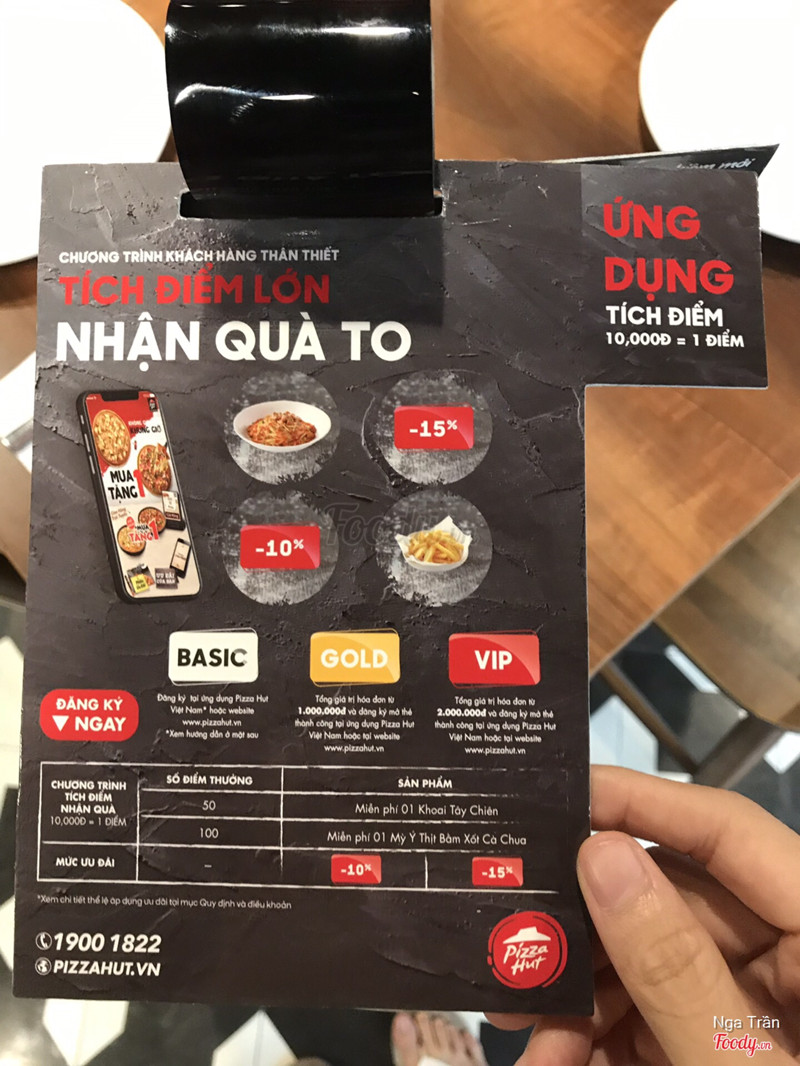 ỨNG
DỤNG
TÍCH ĐIỂM
10,000Đ = 1 ĐIỂM
CHƯƠNG TRÌNH KHÁCH HÀNG THÂN THIẾT
TÍCH ĐIỂM LỚN
NHẬN QUÀ TO
MUA 1
TẶNG 1
MUA 1
TẶNG 1
-15%
-10%
BASIC
GOLD
VIP
ĐĂNG KÝ
▼ NGAY
Đăng ký tại ứng dụng Pizza Hut
Việt Nam* hoặc website
www.pizzahut.vn
*Xem hướng dẫn ở mặt sau
Tổng giá trị hóa đơn từ
1.000.000đ và đăng ký mở thẻ
thành công tại ứng dụng Pizza Hut
Việt Nam hoặc tại website
www.pizzahut.vn
Tổng giá trị hóa đơn từ
2.000.000đ và đăng ký mở thẻ
thành công tại ứng dụng Pizza Hut
Việt Nam hoặc tại website
www.pizzahut.vn
CHƯƠNG TRÌNH
TÍCH ĐIỂM
NHẬN QUÀ
10,000Đ = 1 ĐIỂM
SỐ ĐIỂM THƯỞNG
SẢN PHẨM
50
Miễn phí 01 Khoai Tây Chiên
100
Miễn phí 01 Mỳ Ý Thịt Bằm Xốt Cà Chua
MỨC ƯU ĐÃI
–
-10%
-15%
*Xem chi tiết thể lệ áp dụng ưu đãi tại mục Quy định và điều khoản
1900 1822
PIZZAHUT.VN
Pizza
Hut
Nga Trần
Foody.vn